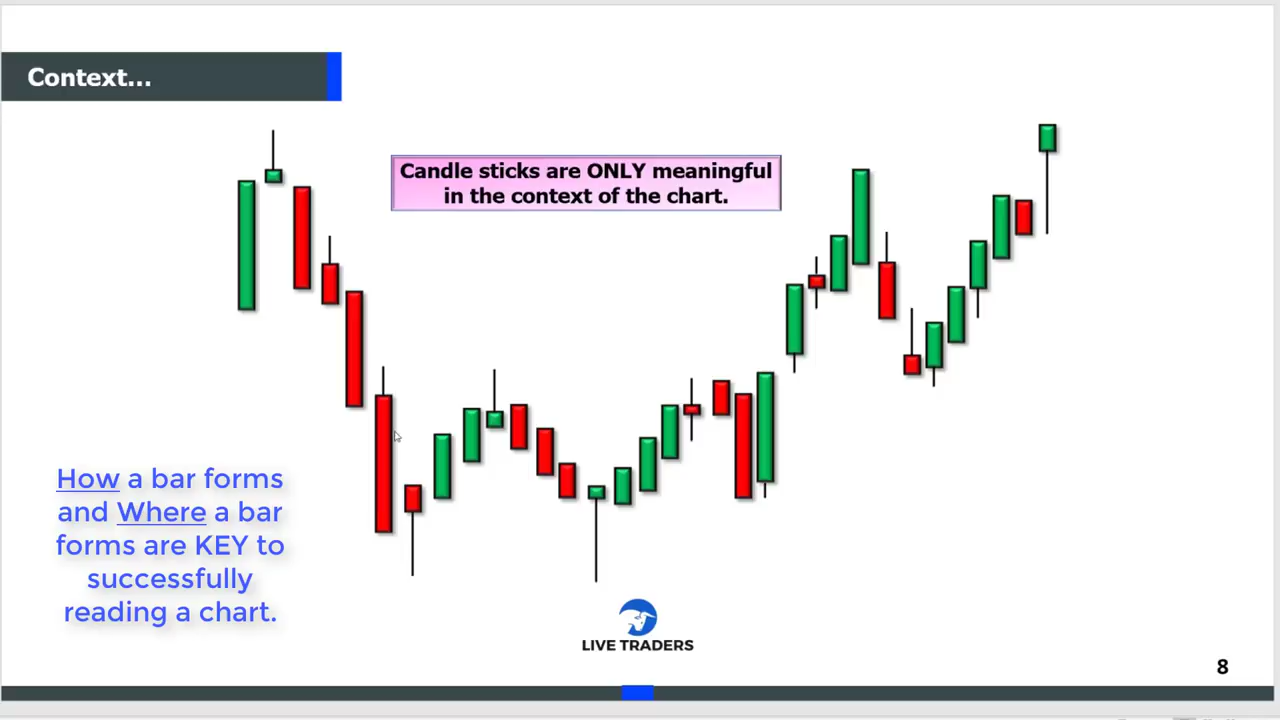 Context...
Candle sticks are ONLY meaningful
in the context of the chart.
How a bar forms
and Where a bar
forms are KEY to
successfully
reading a chart.
LIVE TRADERS
8